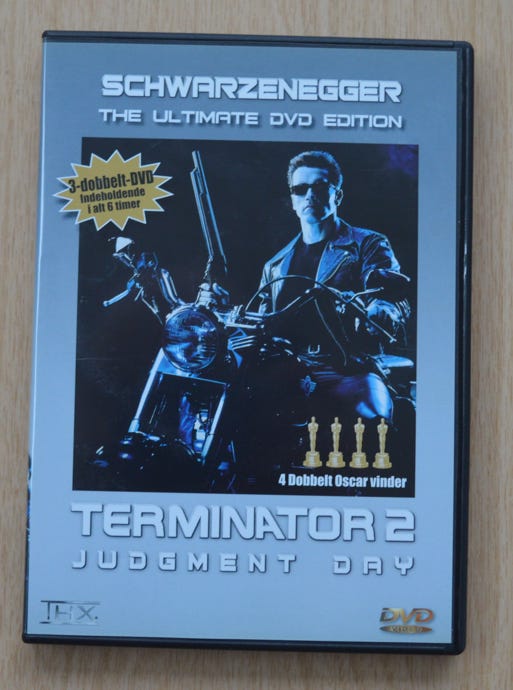 SCHWARZENEGGER
THE ULTIMATE DVD EDITION
3-dobbelt-DVD
Indeholdende
i alt 6 timer
4 Dobbelt Oscar vinder
TERMINATOR 2
JUDGMENT DAY
THX.
DVD
VIDEO